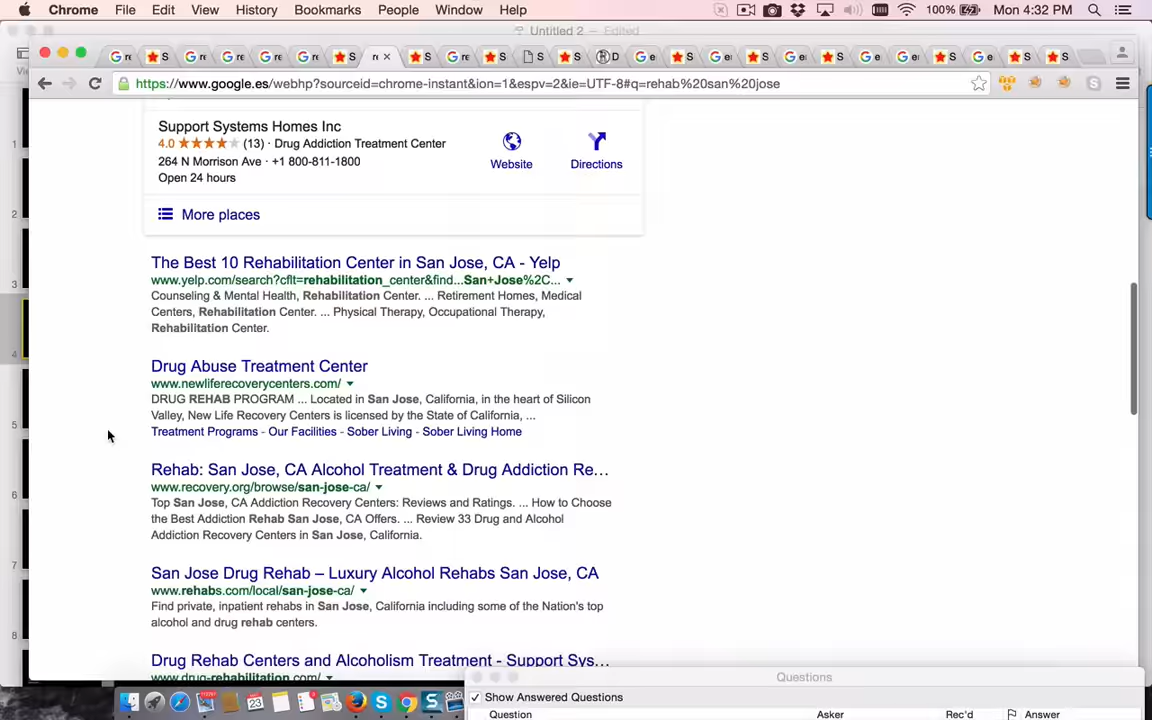 Chrome File Edit View History Bookmarks People Window Help 100% Mon 4:32 PM
Untitled 2 — Edited
https://www.google.es/webhp?sourceid=chrome-instant&ion=1&espv=2&ie=UTF-8#q=rehab%20san%20jose
Support Systems Homes Inc
4.0 (13) · Drug Addiction Treatment Center
264 N Morrison Ave · +1 800-811-1800
Open 24 hours
Website
Directions
More places
The Best 10 Rehabilitation Center in San Jose, CA - Yelp
www.yelp.com/search?cflt=rehabilitation_center&find...San+Jose%2C...
Counseling & Mental Health, Rehabilitation Center. ... Retirement Homes, Medical
Centers, Rehabilitation Center. ... Physical Therapy, Occupational Therapy,
Rehabilitation Center.
Drug Abuse Treatment Center
www.newliferecoverycenters.com/
DRUG REHAB PROGRAM ... Located in San Jose, California, in the heart of Silicon
Valley, New Life Recovery Centers is licensed by the State of California, ...
Treatment Programs - Our Facilities - Sober Living - Sober Living Home
Rehab: San Jose, CA Alcohol Treatment & Drug Addiction Re...
www.recovery.org/browse/san-jose-ca/
Top San Jose, CA Addiction Recovery Centers: Reviews and Ratings. ... How to Choose
the Best Addiction Rehab San Jose, CA Offers. ... Review 33 Drug and Alcohol
Addiction Recovery Centers in San Jose, California.
San Jose Drug Rehab – Luxury Alcohol Rehabs San Jose, CA
www.rehabs.com/local/san-jose-ca/
Find private, inpatient rehabs in San Jose, California including some of the Nation's top
alcohol and drug rehab centers.
Drug Rehab Centers and Alcoholism Treatment - Support Sys...
www.drug-rehabilitation.com/
Questions
Show Answered Questions
Question Asker Rec'd Answer
1
2
3
4
5
6
7
8